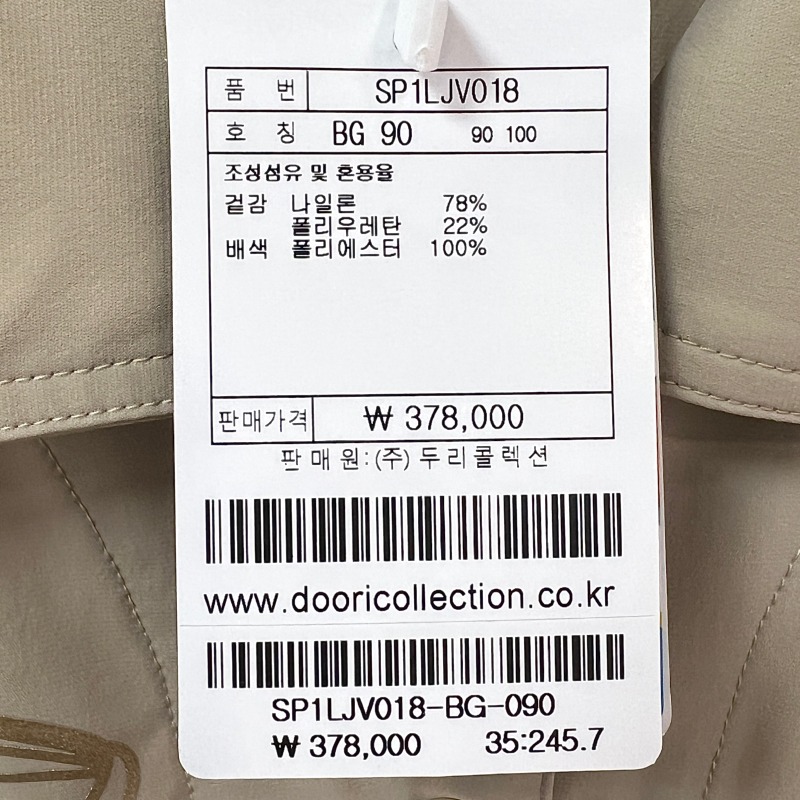 품 번 SP1LJV018
호 칭 BG 90 90 100
조성섬유 및 혼용율
겉감 나일론 78%
폴리우레탄 22%
배색 폴리에스터 100%
판매가격 ₩ 378,000
판매원:(주)두리콜렉션
www.dooricollection.co.kr
SP1LJV018-BG-090
₩ 378,000 35:245.7